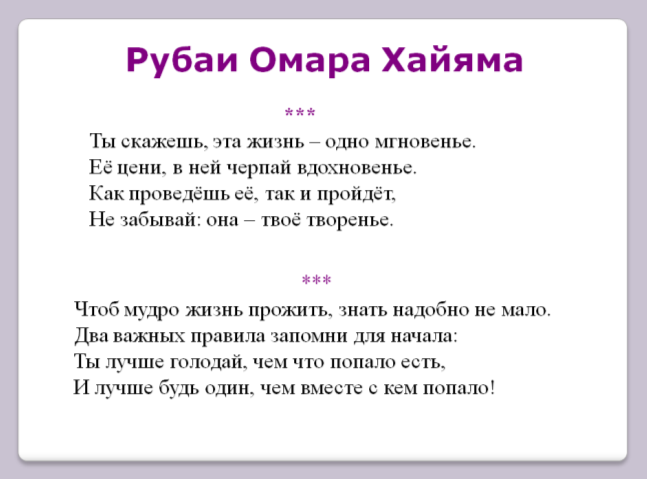 Рубаи Омара Хайяма
***
Ты скажешь, эта жизнь – одно мгновенье.
Её цени, в ней черпай вдохновенье.
Как проведёшь её, так и пройдёт,
Не забывай: она – твоё творенье.
***
Чтоб мудро жизнь прожить, знать надобно не мало.
Два важных правила запомни для начала:
Ты лучше голодай, чем что попало есть,
И лучше будь один, чем вместе с кем попало!